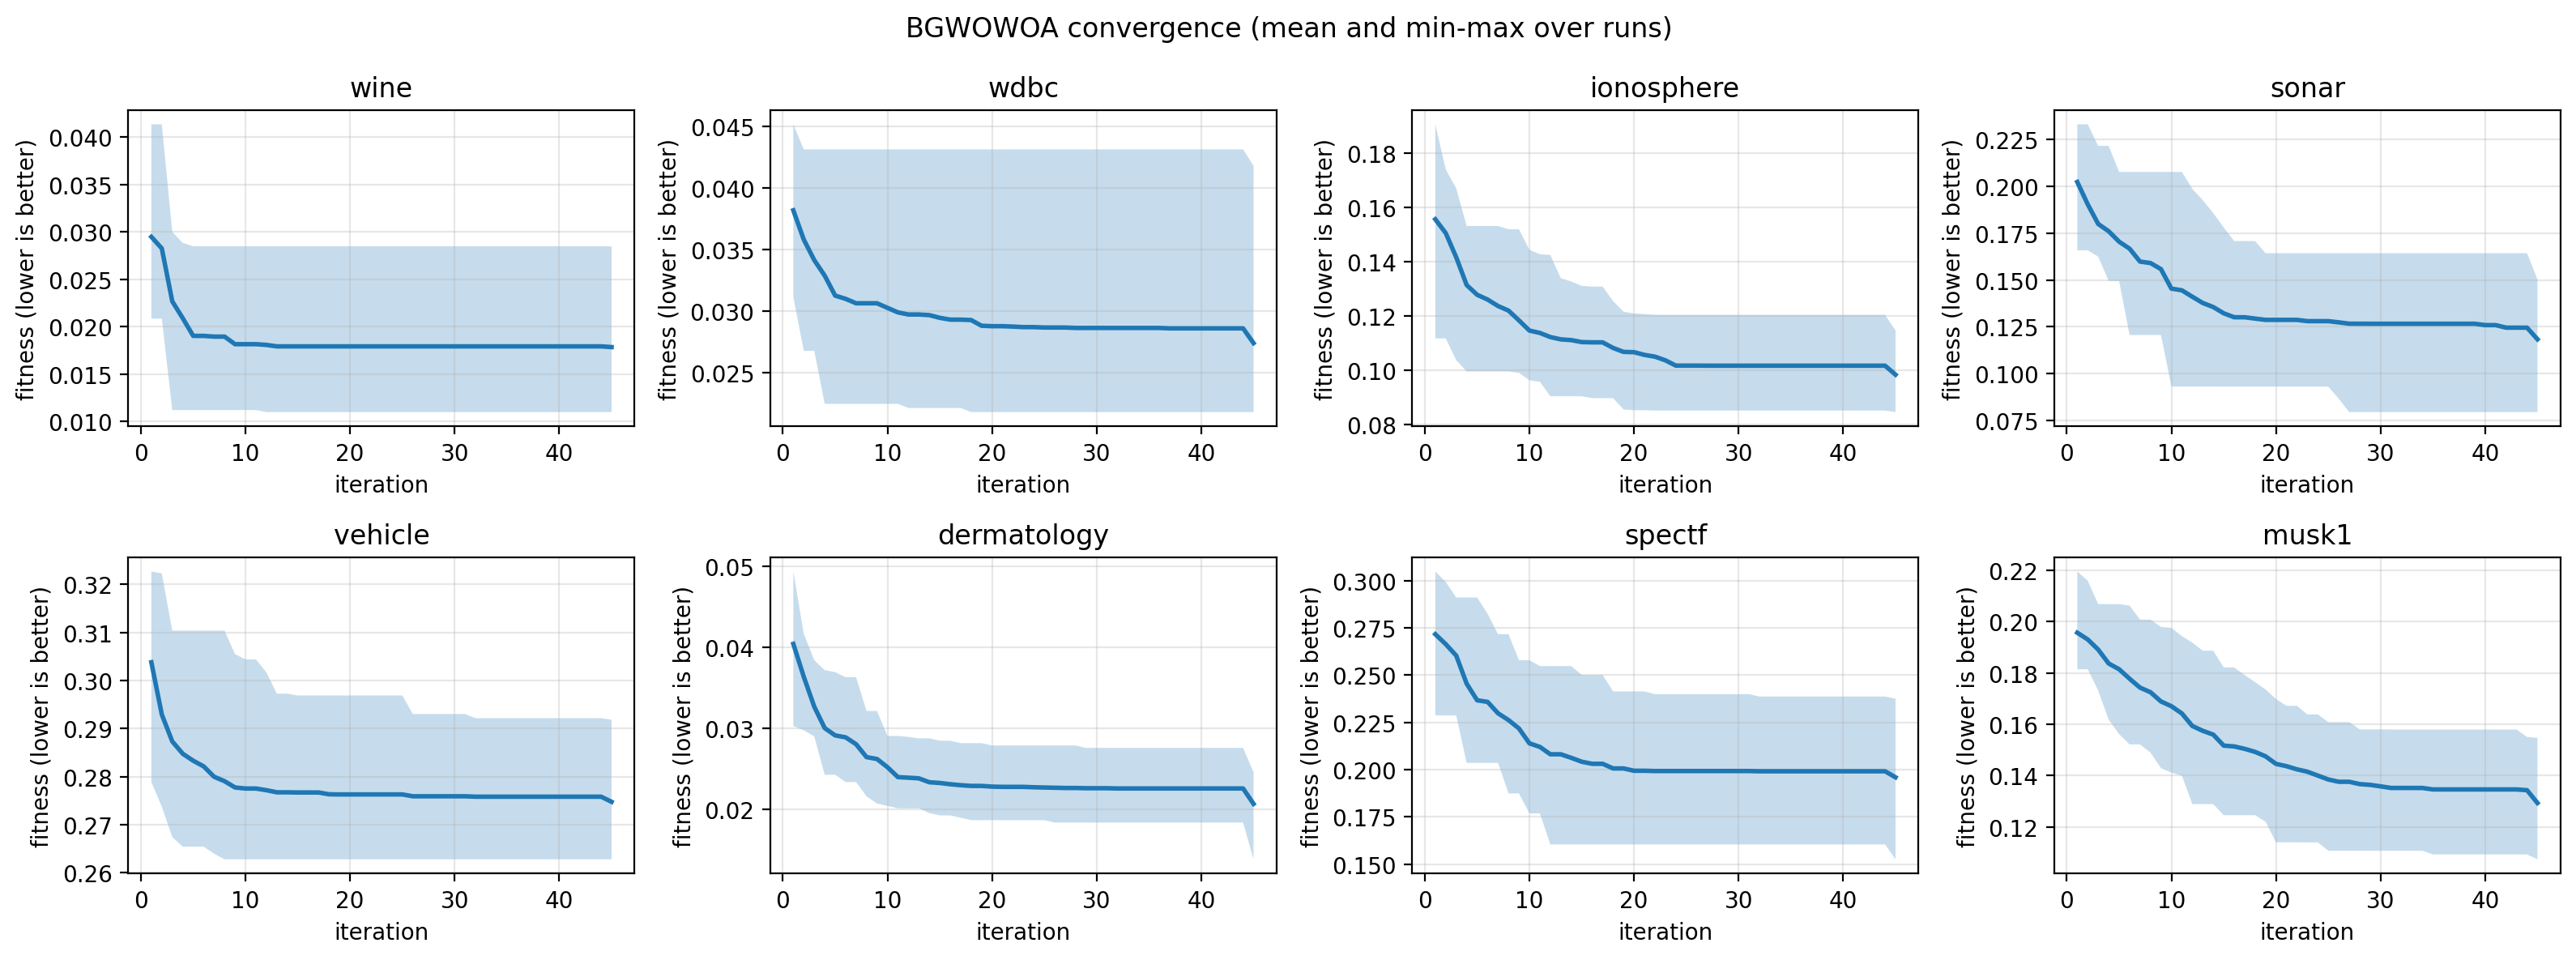 BGWOWOA convergence (mean and min-max over runs)
wine
fitness (lower is better)
0.040
0.035
0.030
0.025
0.020
0.015
0.010
0 10 20 30 40
iteration
wdbc
fitness (lower is better)
0.045
0.040
0.035
0.030
0.025
0 10 20 30 40
iteration
ionosphere
fitness (lower is better)
0.18
0.16
0.14
0.12
0.10
0.08
0 10 20 30 40
iteration
sonar
fitness (lower is better)
0.225
0.200
0.175
0.150
0.125
0.100
0.075
0 10 20 30 40
iteration
vehicle
fitness (lower is better)
0.32
0.31
0.30
0.29
0.28
0.27
0.26
0 10 20 30 40
iteration
dermatology
fitness (lower is better)
0.05
0.04
0.03
0.02
0 10 20 30 40
iteration
spectf
fitness (lower is better)
0.300
0.275
0.250
0.225
0.200
0.175
0.150
0 10 20 30 40
iteration
musk1
fitness (lower is better)
0.22
0.20
0.18
0.16
0.14
0.12
0 10 20 30 40
iteration